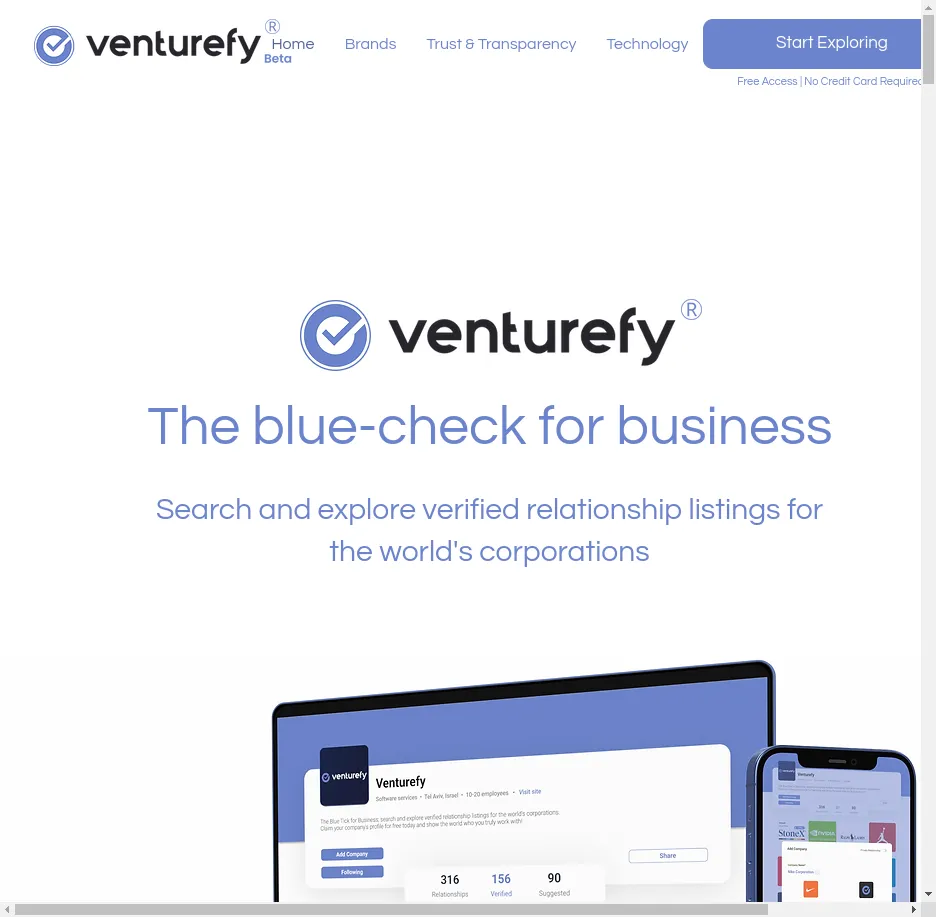 venturefy
®
Beta
Home
Brands
Trust & Transparency
Technology
Start Exploring
Free Access | No Credit Card Required
venturefy ®
The blue-check for business
Search and explore verified relationship listings for
the world's corporations
venturefy
Venturefy
Software services • Tel Aviv, Israel • 10-20 employees • Visit site
The Blue Tick for Business; search and explore verified relationship listings for the world's corporations.
Claim your company's profile for free today and show the world who you truly work with!
Add Company
Following
Share
316
156
90
Relationships
Verified
Suggested
Venturefy
StoneX
NVIDIA
Add Company